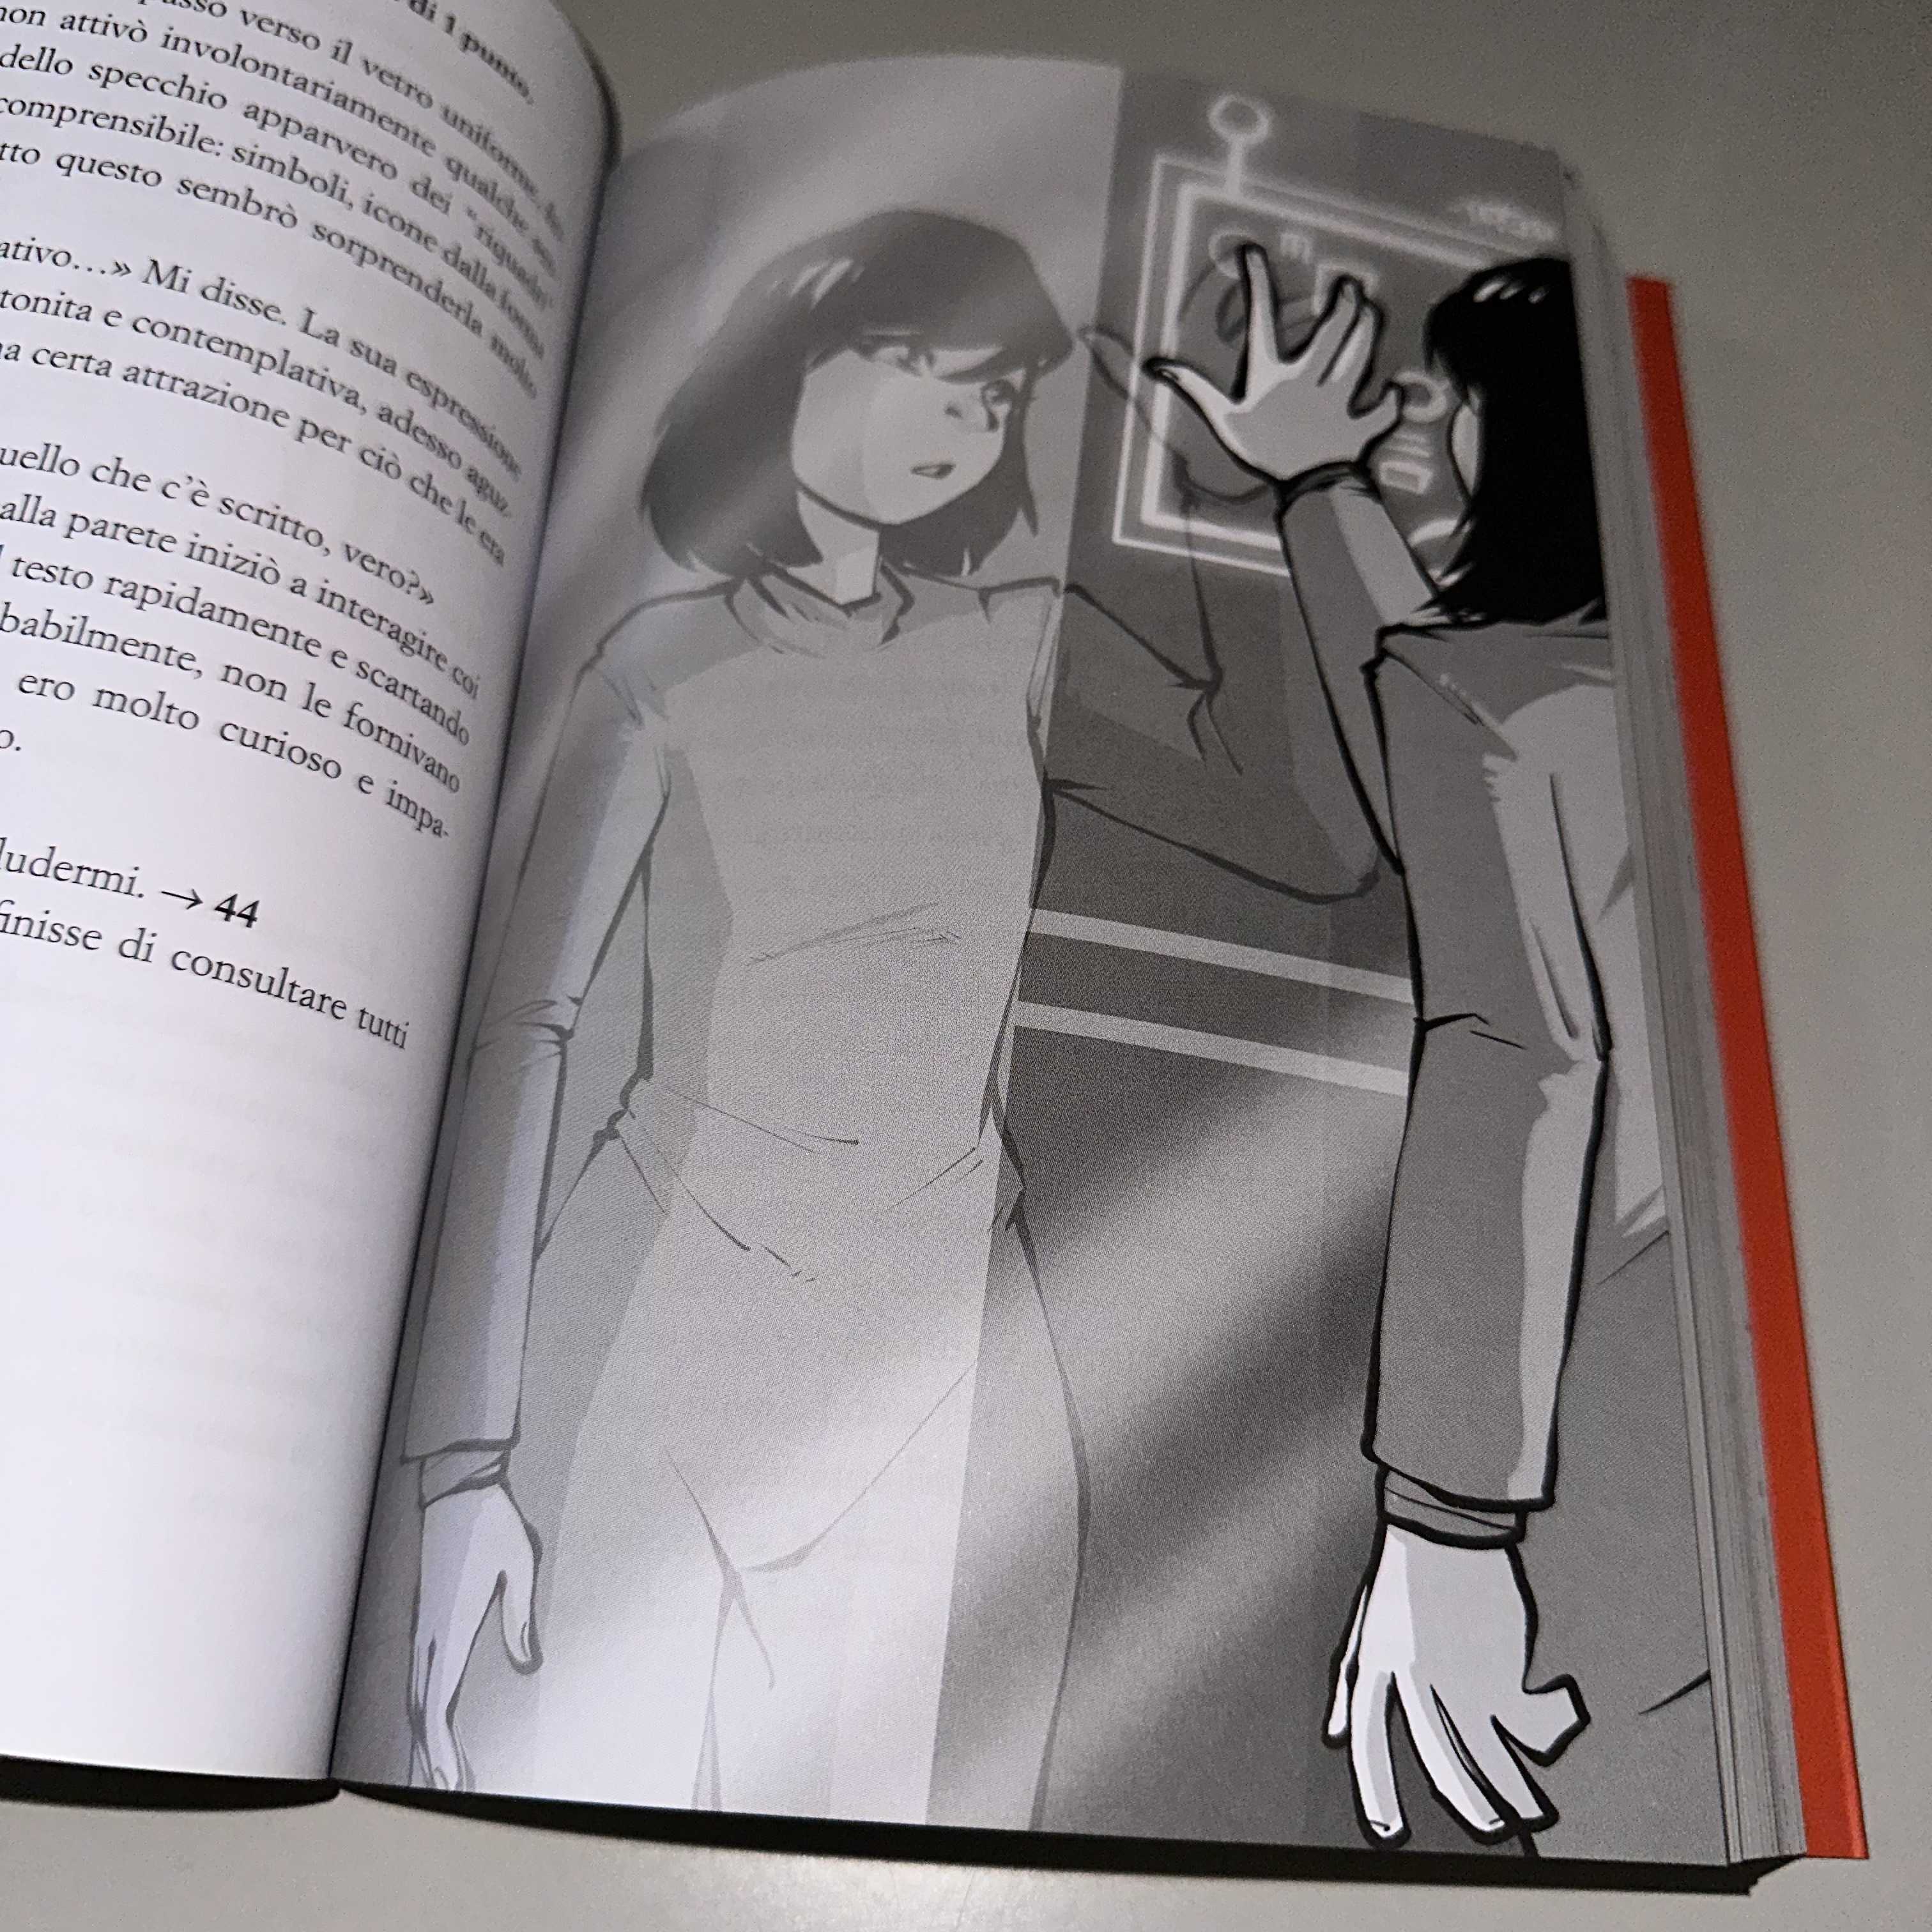 di 1 punto.
verso il vetro uniforme
non attivò involontariamente qualche
dello specchio apparvero dei “riquadri”
comprensibile: simboli, icone dalla forma
tto questo sembrò sorprenderla molto
ativo…» Mi disse. La sua espressione
tonita e contemplativa, adesso aguz-
na certa attrazione per ciò che le era
uello che c’è scritto, vero?»
alla parete iniziò a interagire coi
l testo rapidamente e scartando
babilmente, non le fornivano
ero molto curioso e impa-
o.
ludermi. → 44
finisse di consultare tutti